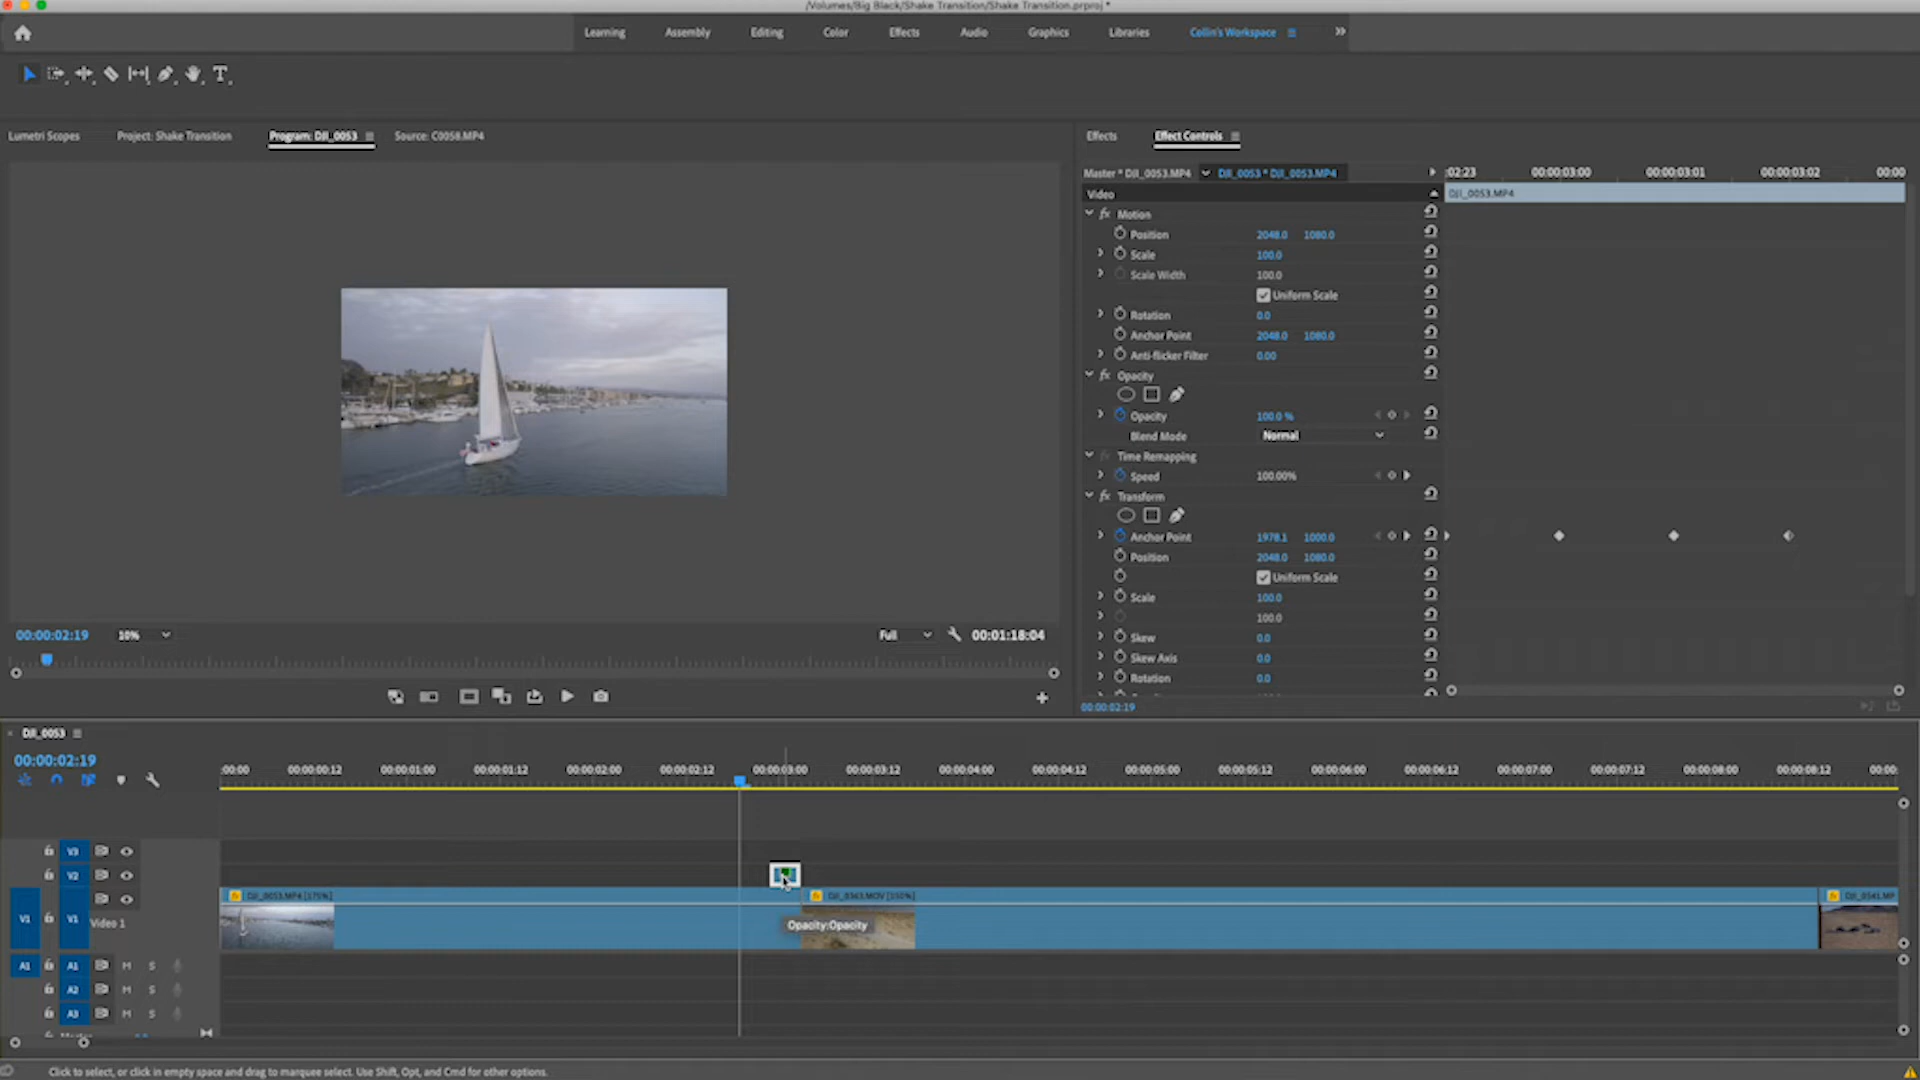 /Volumes/Big Black/Shake Transition/Shake Transition.prproj *
Learning Assembly Editing Color Effects Audio Graphics Libraries Collin's Workspace
Lumetri Scopes Project: Shake Transition Program: DJI_0053 Source: C0058.MP4
Effects Effect Controls
Master * DJI_0053.MP4 DJI_0053 * DJI_0053.MP4
:02:23 00:00:03:00 00:00:03:01 00:00:03:02 00:00
Video
DJI_0053.MP4
fx Motion
Position 2048.0 1080.0
Scale 100.0
Scale Width 100.0
Uniform Scale
Rotation 0.0
Anchor Point 2048.0 1080.0
Anti-flicker Filter 0.00
fx Opacity
Opacity 100.0 %
Blend Mode Normal
fx Time Remapping
Speed 100.00%
fx Transform
Anchor Point 1978.1 1000.0
Position 2048.0 1080.0
Uniform Scale
Scale 100.0
100.0
Skew 0.0
Skew Axis 0.0
Rotation 0.0
00:00:02:19
00:00:02:19 10% Full 00:01:18:04
DJI_0053
00:00:02:19
:00:00 00:00:00:12 00:00:01:00 00:00:01:12 00:00:02:00 00:00:02:12 00:00:03:00 00:00:03:12 00:00:04:00 00:00:04:12 00:00:05:00 00:00:05:12 00:00:06:00 00:00:06:12 00:00:07:00 00:00:07:12 00:00:08:00 00:00:08:12 00:00:
V3
V2
DJI_0053.MP4 [175%] DJI_0363.MOV [150%] DJI_0341.MP
V1 V1 Video 1
Opacity:Opacity
A1 A1 M S
A2 M S
A3 M S
Click to select, or click in empty space and drag to marquee select. Use Shift, Opt, and Cmd for other options.